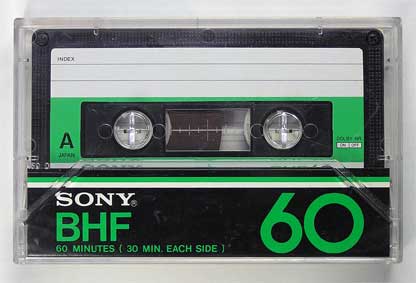 INDEX
A
JAPAN
DOLBY NR
ON OFF
SONY®
BHF
60
60 MINUTES ( 30 MIN. EACH SIDE )